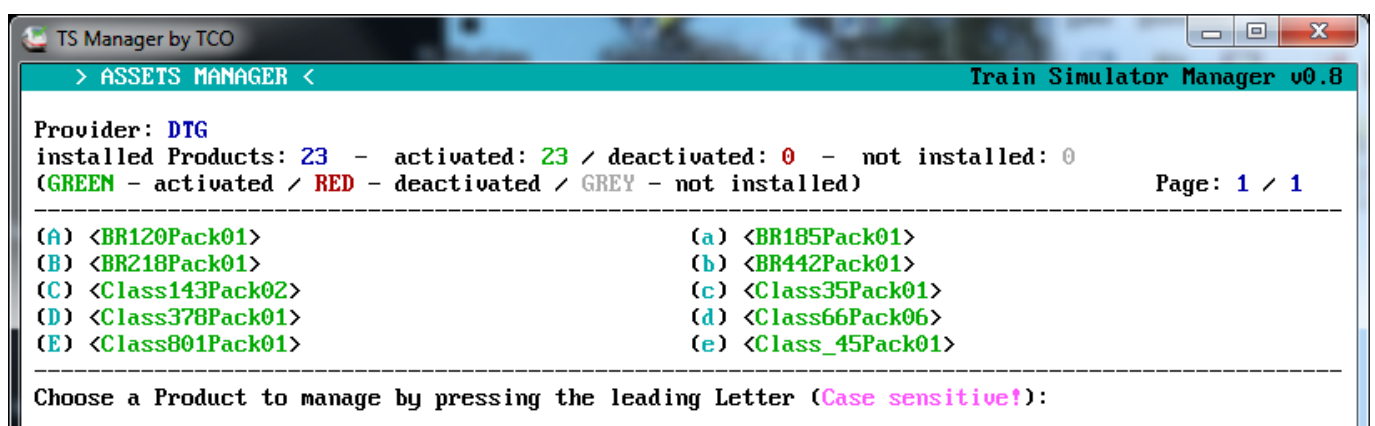 TS Manager by TCO
> ASSETS MANAGER < Train Simulator Manager v0.8
Provider: DTG
installed Products: 23 - activated: 23 / deactivated: 0 - not installed: 0
(GREEN - activated / RED - deactivated / GREY - not installed) Page: 1 / 1
(A) <BR120Pack01> (a) <BR185Pack01>
(B) <BR218Pack01> (b) <BR442Pack01>
(C) <Class143Pack02> (c) <Class35Pack01>
(D) <Class378Pack01> (d) <Class66Pack06>
(E) <Class801Pack01> (e) <Class_45Pack01>
Choose a Product to manage by pressing the leading Letter (Case sensitive!):